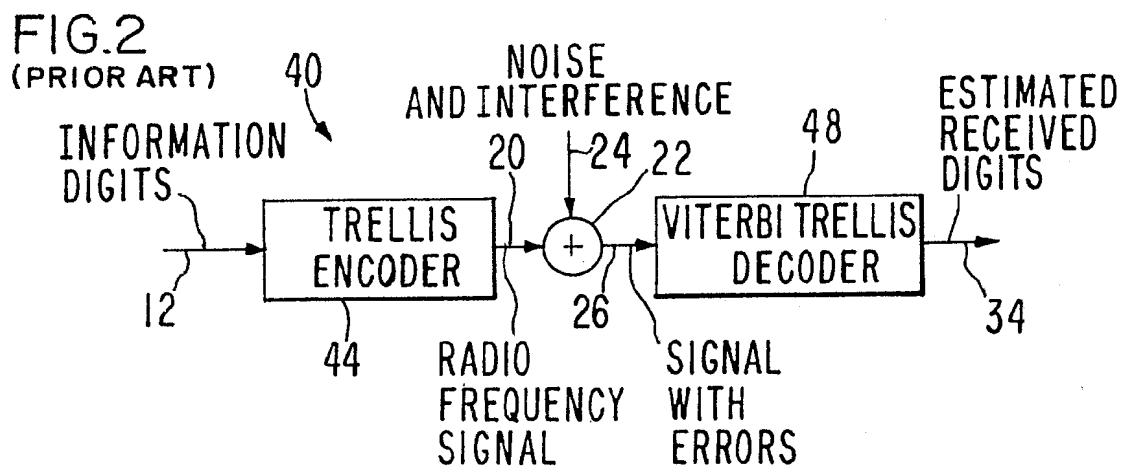 FIG.2
(PRIOR ART)
40
NOISE
AND INTERFERENCE
INFORMATION
DIGITS
20
24
22
48
ESTIMATED
RECEIVED
DIGITS
TRELLIS
ENCODER
+
VITERBI TRELLIS
DECODER
12
44
26
34
RADIO
FREQUENCY
SIGNAL
SIGNAL
WITH
ERRORS